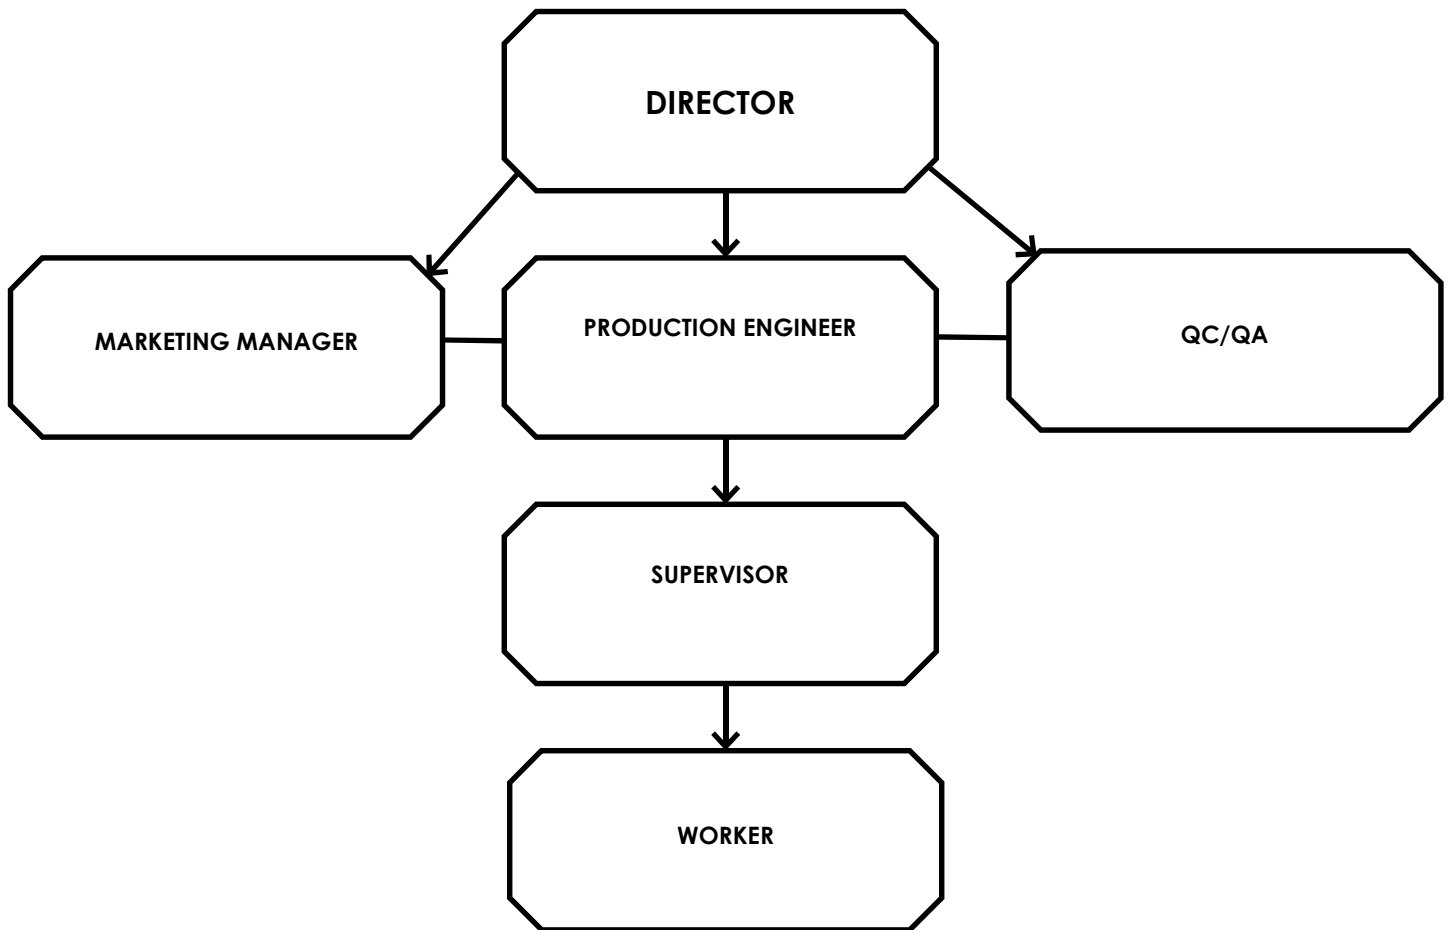 DIRECTOR
MARKETING MANAGER
PRODUCTION ENGINEER
QC/QA
SUPERVISOR
WORKER